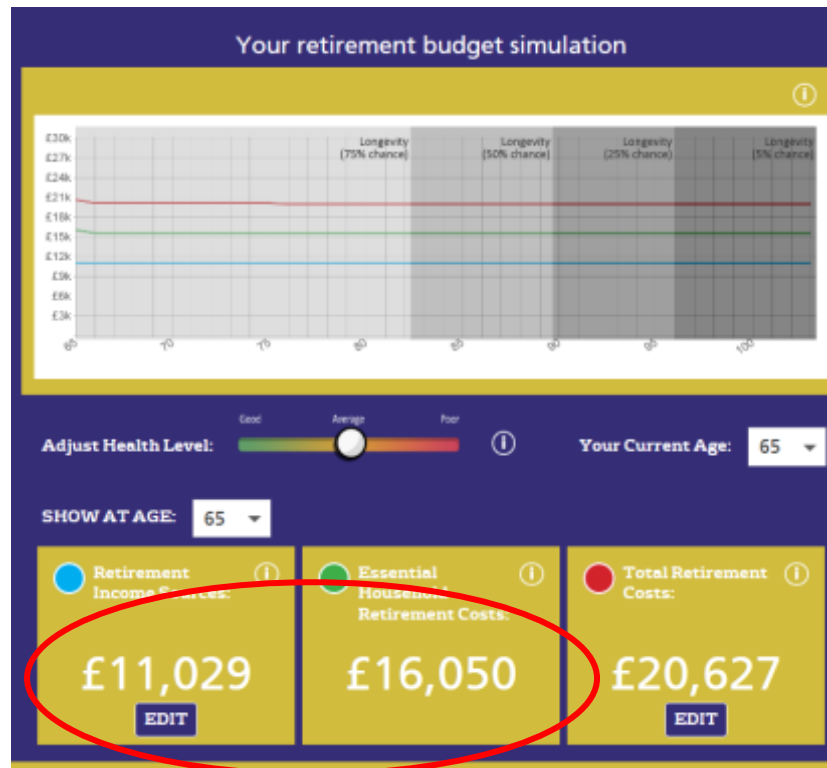 Your retirement budget simulation
£30k
£27k
£24k
£21k
£18k
£15k
£12k
£9k
£6k
£3k
Longevity (75% chance)
Longevity (50% chance)
Longevity (25% chance)
Longevity (5% chance)
65 70 75 80 85 90 95 100
Good Average Poor
Adjust Health Level:
Your Current Age: 65
SHOW AT AGE: 65
Retirement
Income Sources:
£11,029
EDIT
Essential
Household
Retirement Costs:
£16,050
Total Retirement
Costs:
£20,627
EDIT